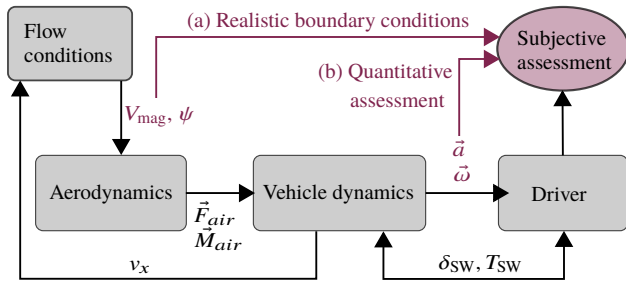 Flow
conditions
(a) Realistic boundary conditions
Subjective
assessment
(b) Quantitative
assessment
V_mag, ψ
a⃗
ω⃗
Aerodynamics
F⃗_air
M⃗_air
Vehicle dynamics
Driver
v_x
δ_SW, T_SW